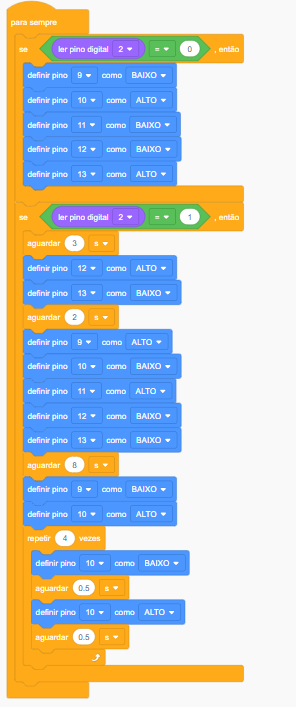 para sempre
se ler pino digital 2 = 0 , então
definir pino 9 como BAIXO
definir pino 10 como ALTO
definir pino 11 como BAIXO
definir pino 12 como BAIXO
definir pino 13 como ALTO
se ler pino digital 2 = 1 , então
aguardar 3 s
definir pino 12 como ALTO
definir pino 13 como BAIXO
aguardar 2 s
definir pino 9 como ALTO
definir pino 10 como BAIXO
definir pino 11 como ALTO
definir pino 12 como BAIXO
definir pino 13 como BAIXO
aguardar 8 s
definir pino 9 como BAIXO
definir pino 10 como ALTO
repetir 4 vezes
definir pino 10 como BAIXO
aguardar 0.5 s
definir pino 10 como ALTO
aguardar 0.5 s